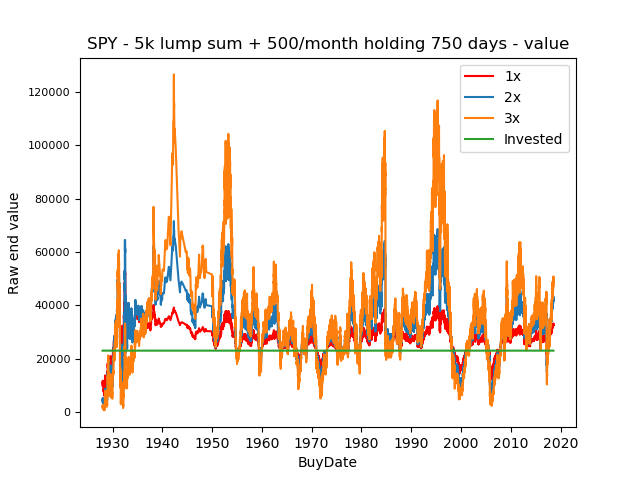 SPY - 5k lump sum + 500/month holding 750 days - value
1x
2x
3x
Invested
Raw end value
120000
100000
80000
60000
40000
20000
0
1930 1940 1950 1960 1970 1980 1990 2000 2010 2020
BuyDate